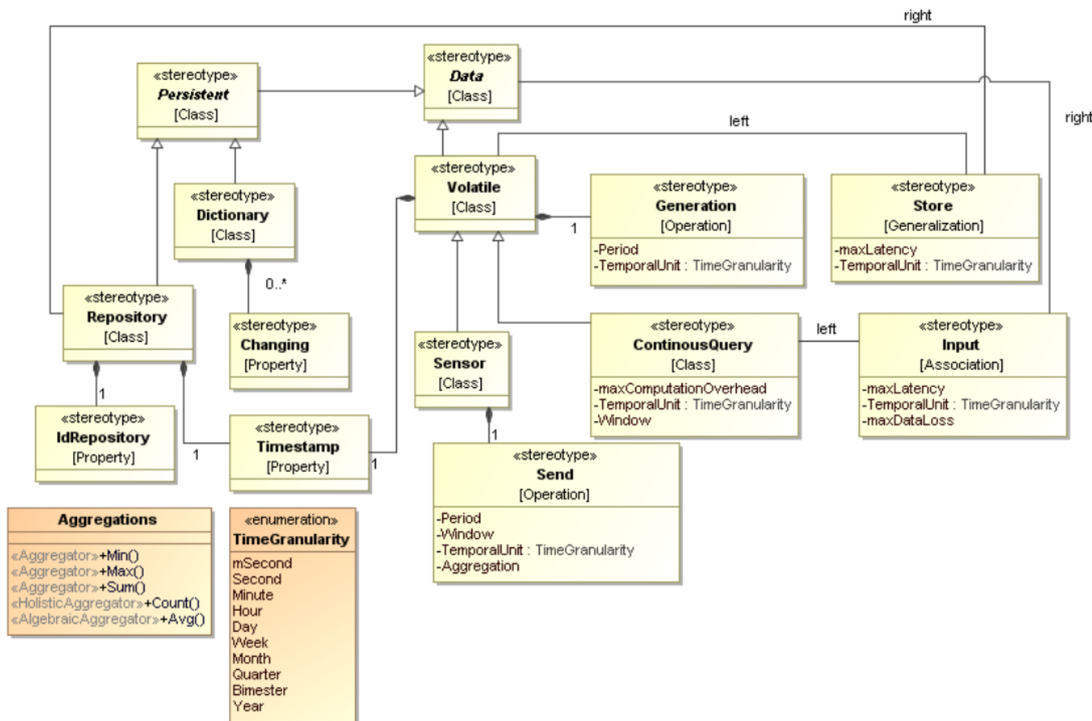 right
«stereotype»
Persistent
[Class]
«stereotype»
Data
[Class]
right
left
«stereotype»
Dictionary
[Class]
«stereotype»
Volatile
[Class]
«stereotype»
Generation
[Operation]
-Period
-TemporalUnit : TimeGranularity
1
«stereotype»
Store
[Generalization]
-maxLatency
-TemporalUnit : TimeGranularity
0..*
«stereotype»
Repository
[Class]
«stereotype»
Changing
[Property]
«stereotype»
Sensor
[Class]
«stereotype»
ContinousQuery
[Class]
-maxComputationOverhead
-TemporalUnit : TimeGranularity
-Window
left
«stereotype»
Input
[Association]
-maxLatency
-TemporalUnit : TimeGranularity
-maxDataLoss
1
«stereotype»
IdRepository
[Property]
1
«stereotype»
Timestamp
[Property]
1
1
«stereotype»
Send
[Operation]
-Period
-Window
-TemporalUnit : TimeGranularity
-Aggregation
Aggregations
«Aggregator»+Min()
«Aggregator»+Max()
«Aggregator»+Sum()
«HolisticAggregator»+Count()
«AlgebraicAggregator»+Avg()
«enumeration»
TimeGranularity
mSecond
Second
Minute
Hour
Day
Week
Month
Quarter
Bimester
Year